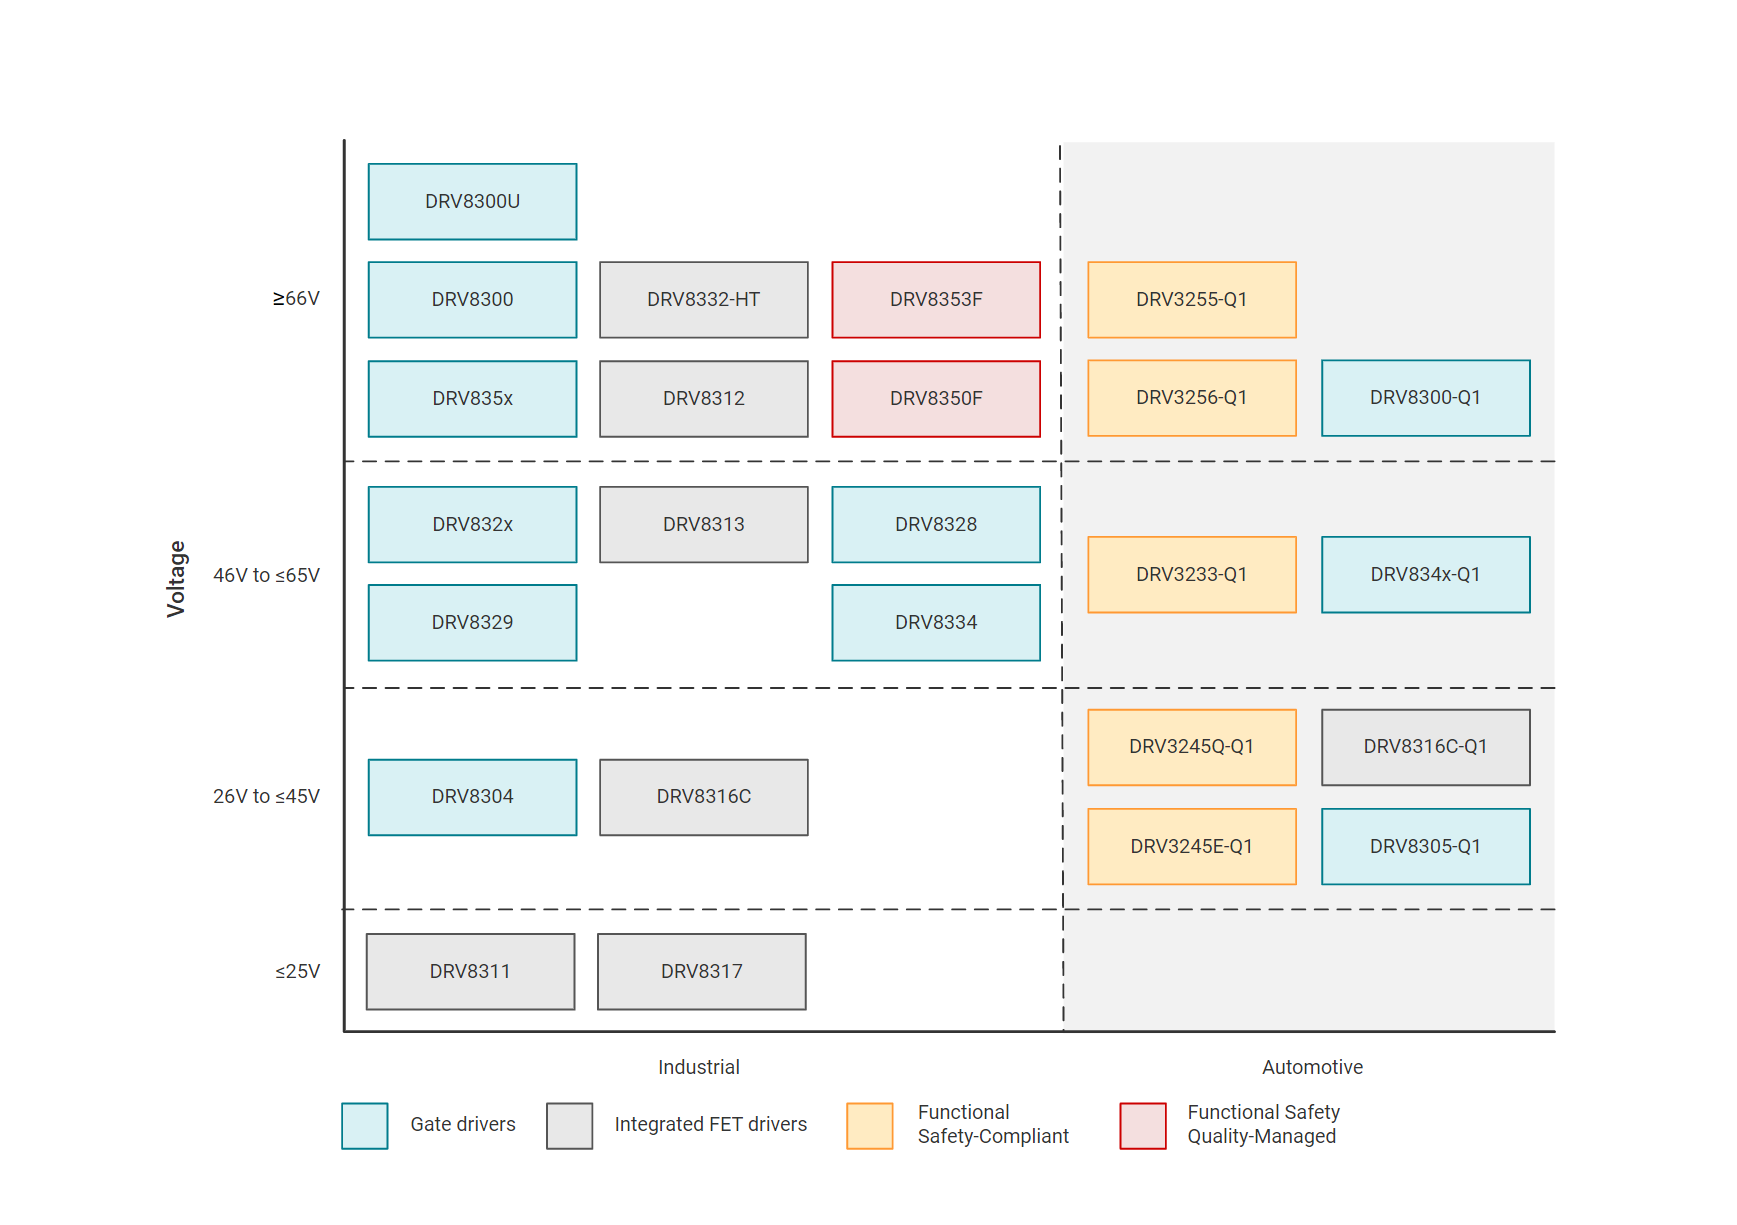 DRV8300U
≥66V
DRV8300
DRV8332-HT
DRV8353F
DRV3255-Q1
DRV835x
DRV8312
DRV8350F
DRV3256-Q1
DRV8300-Q1
Voltage
46V to ≤65V
DRV832x
DRV8313
DRV8328
DRV3233-Q1
DRV834x-Q1
DRV8329
DRV8334
26V to ≤45V
DRV8304
DRV8316C
DRV3245Q-Q1
DRV8316C-Q1
DRV3245E-Q1
DRV8305-Q1
≤25V
DRV8311
DRV8317
Industrial
Automotive
Gate drivers
Integrated FET drivers
Functional
Safety-Compliant
Functional Safety
Quality-Managed